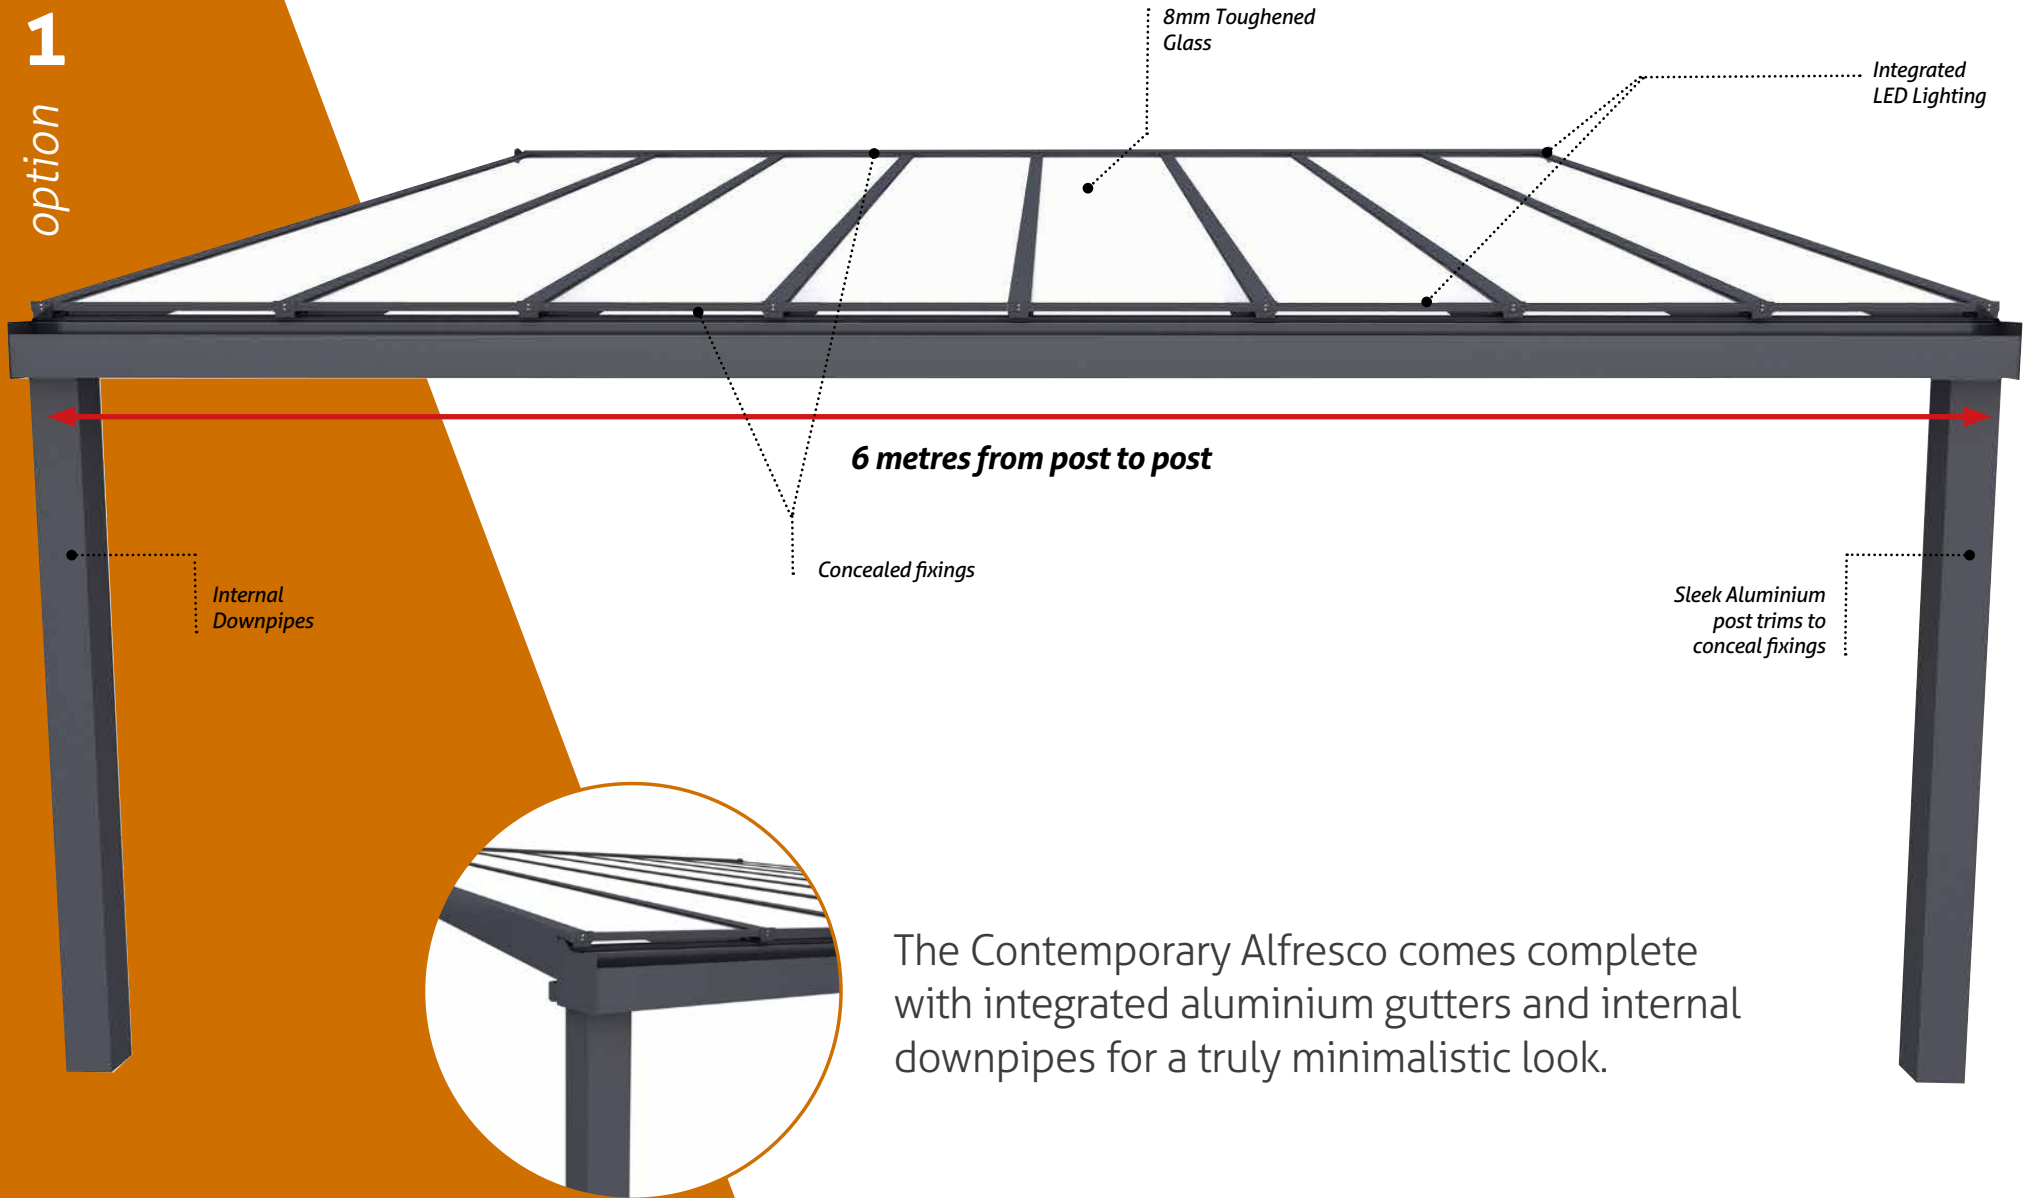 option 1
8mm Toughened
Glass
Integrated
LED Lighting
6 metres from post to post
Concealed fixings
Internal
Downpipes
Sleek Aluminium
post trims to
conceal fixings
The Contemporary Alfresco comes complete
with integrated aluminium gutters and internal
downpipes for a truly minimalistic look.